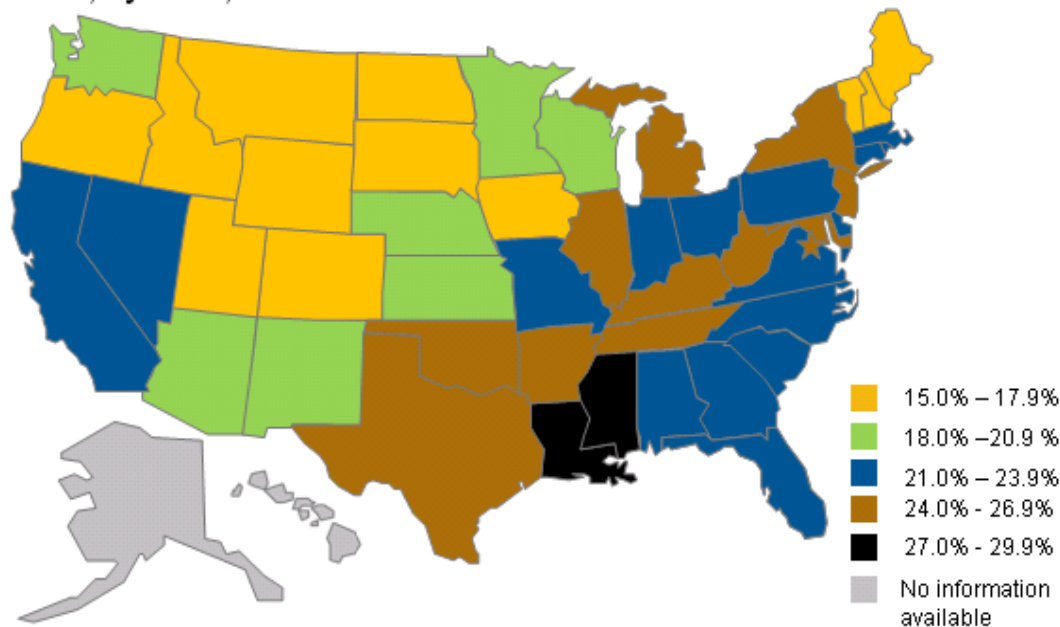 15.0% – 17.9%
18.0% –20.9 %
21.0% – 23.9%
24.0% - 26.9%
27.0% - 29.9%
No information
available